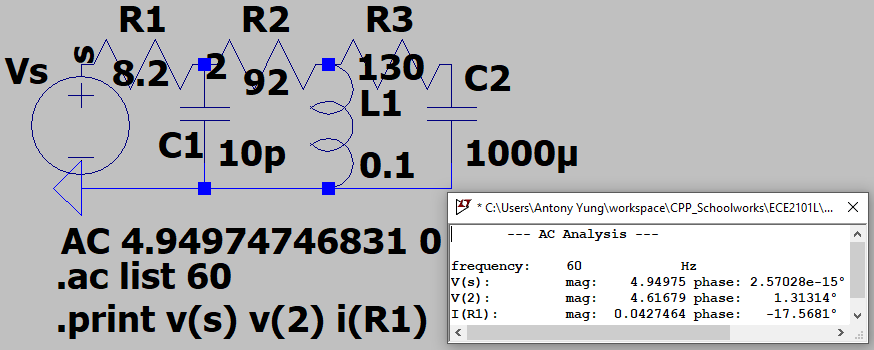 R1 R2 R3
s
Vs 8.2 2 92 130 C2
L1
C1 10p 0.1 1000µ
AC 4.94974746831 0
.ac list 60
.print v(s) v(2) i(R1)
* C:\Users\Antony Yung\workspace\CPP_Schoolworks\ECE2101L\...
--- AC Analysis ---
frequency: 60 Hz
V(s): mag: 4.94975 phase: 2.57028e-15°
V(2): mag: 4.61679 phase: 1.31314°
I(R1): mag: 0.0427464 phase: -17.5681°